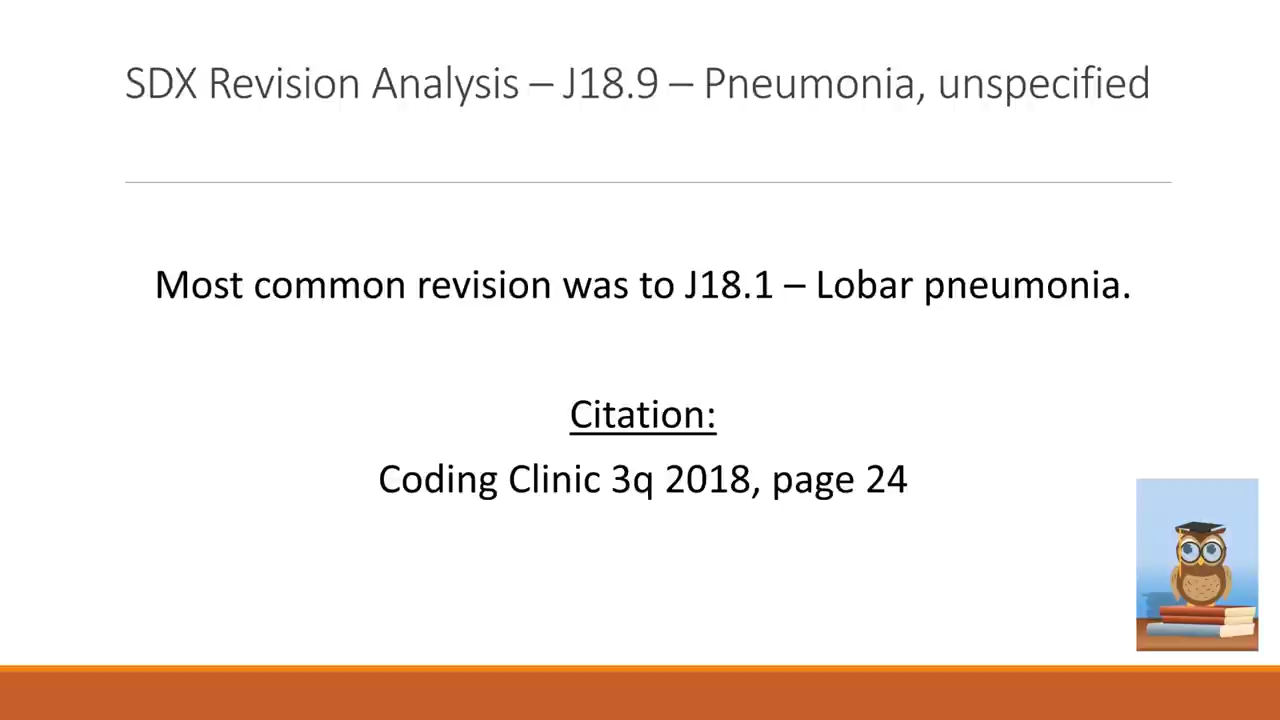 SDX Revision Analysis – J18.9 – Pneumonia, unspecified
Most common revision was to J18.1 – Lobar pneumonia.
Citation:
Coding Clinic 3q 2018, page 24